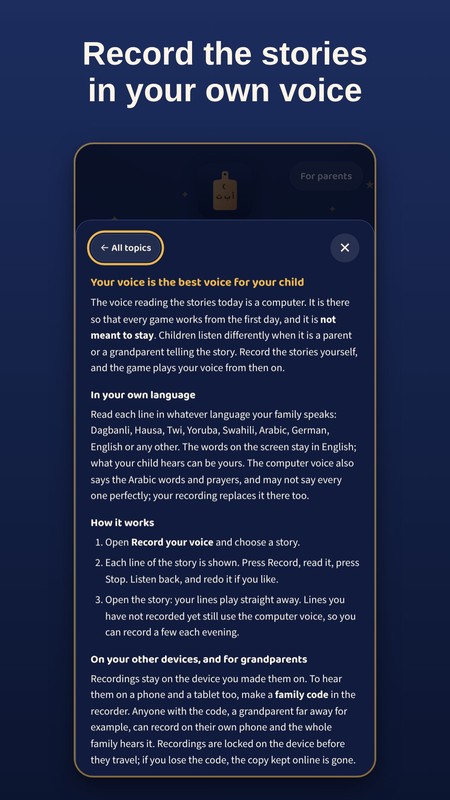 Record the stories
in your own voice
For parents
← All topics
Your voice is the best voice for your child
The voice reading the stories today is a computer. It is there
so that every game works from the first day, and it is not
meant to stay. Children listen differently when it is a parent
or a grandparent telling the story. Record the stories yourself,
and the game plays your voice from then on.
In your own language
Read each line in whatever language your family speaks:
Dagbanli, Hausa, Twi, Yoruba, Swahili, Arabic, German,
English or any other. The words on the screen stay in English;
what your child hears can be yours. The computer voice also
says the Arabic words and prayers, and may not say every
one perfectly; your recording replaces it there too.
How it works
1. Open Record your voice and choose a story.
2. Each line of the story is shown. Press Record, read it, press
Stop. Listen back, and redo it if you like.
3. Open the story: your lines play straight away. Lines you
have not recorded yet still use the computer voice, so you
can record a few each evening.
On your other devices, and for grandparents
Recordings stay on the device you made them on. To hear
them on a phone and a tablet too, make a family code in the
recorder. Anyone with the code, a grandparent far away for
example, can record on their own phone and the whole
family hears it. Recordings are locked on the device before
they travel; if you lose the code, the copy kept online is gone.